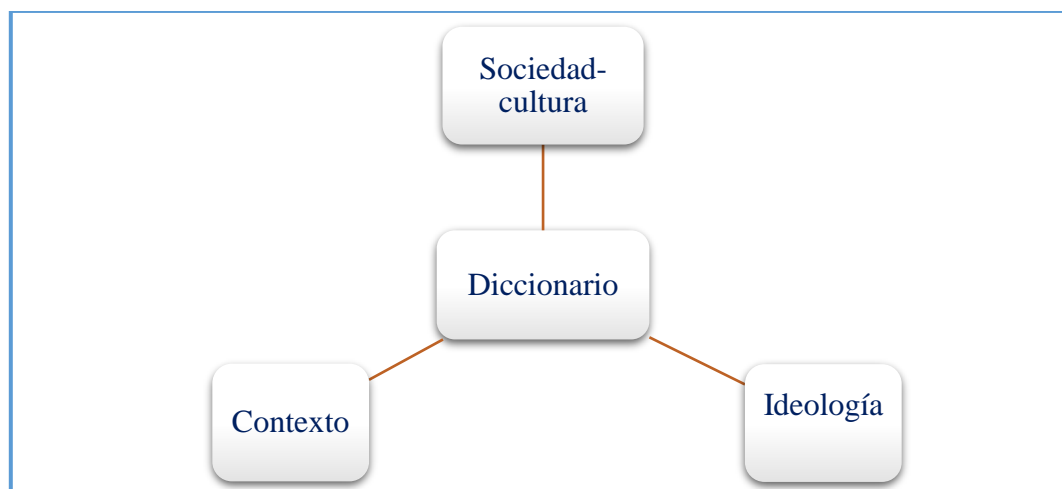 Sociedad-
cultura
Diccionario
Contexto
Ideología